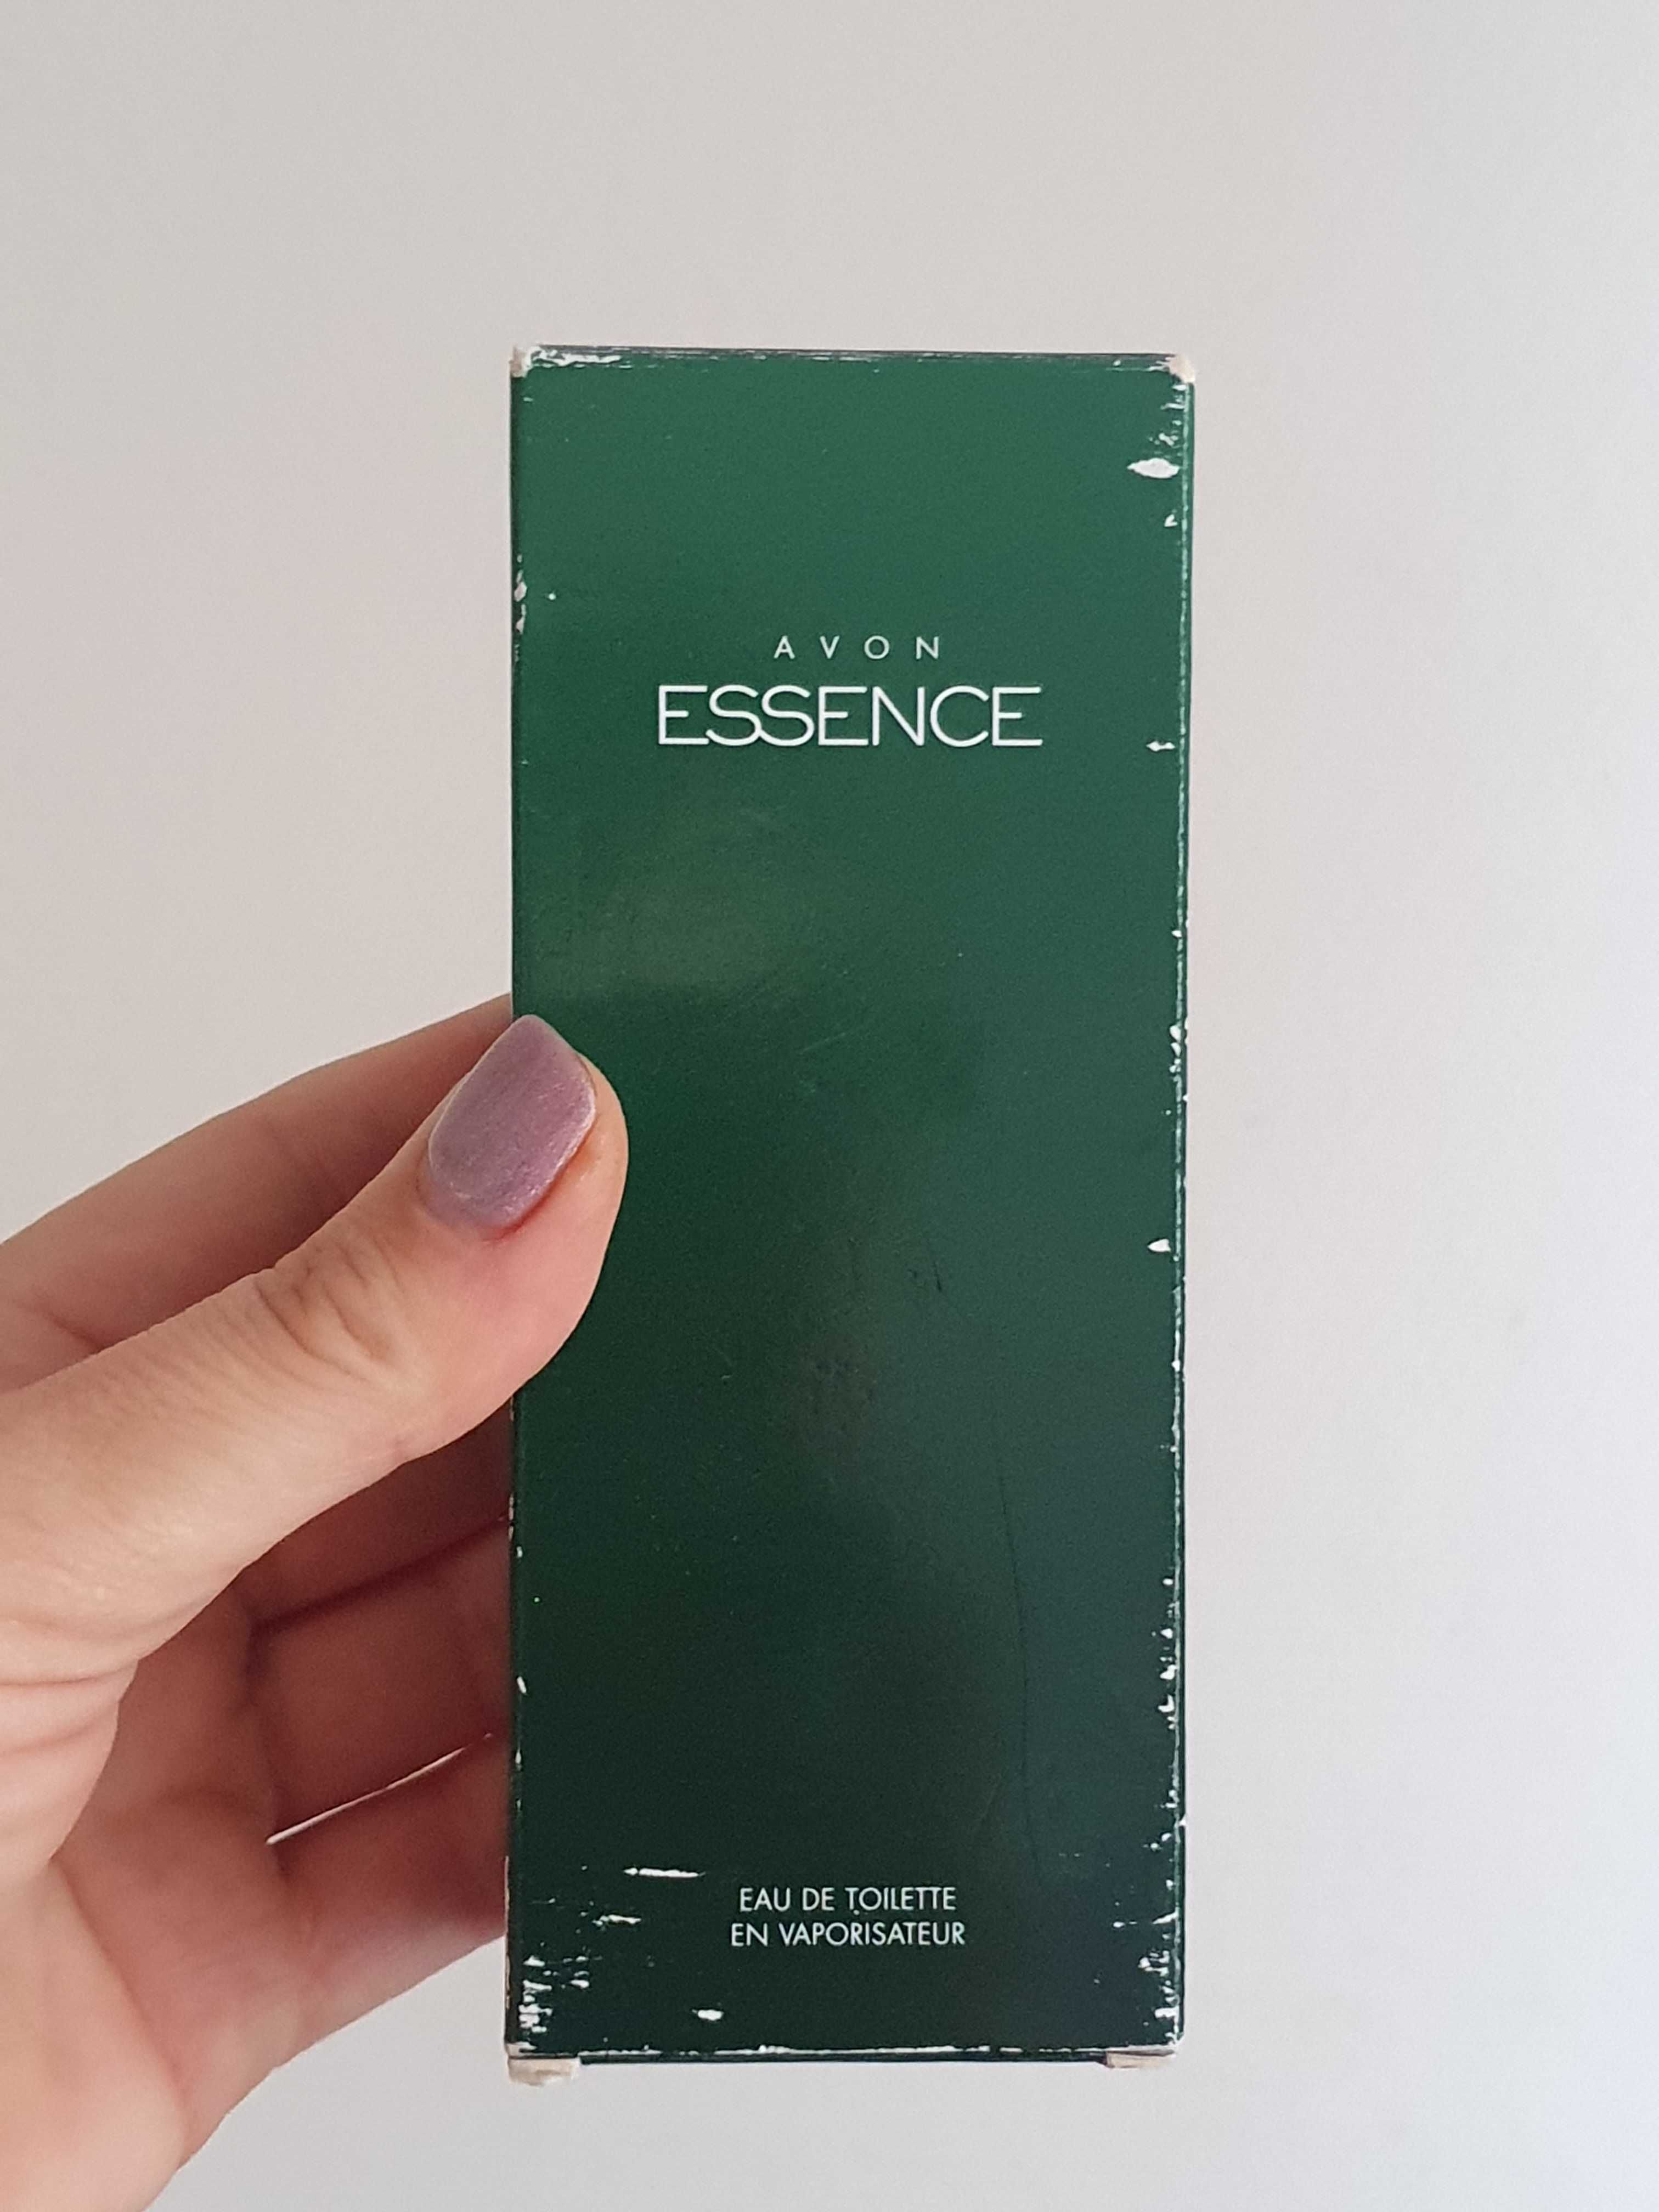 AVON
ESSENCE
EAU DE TOILETTE
EN VAPORISATEUR